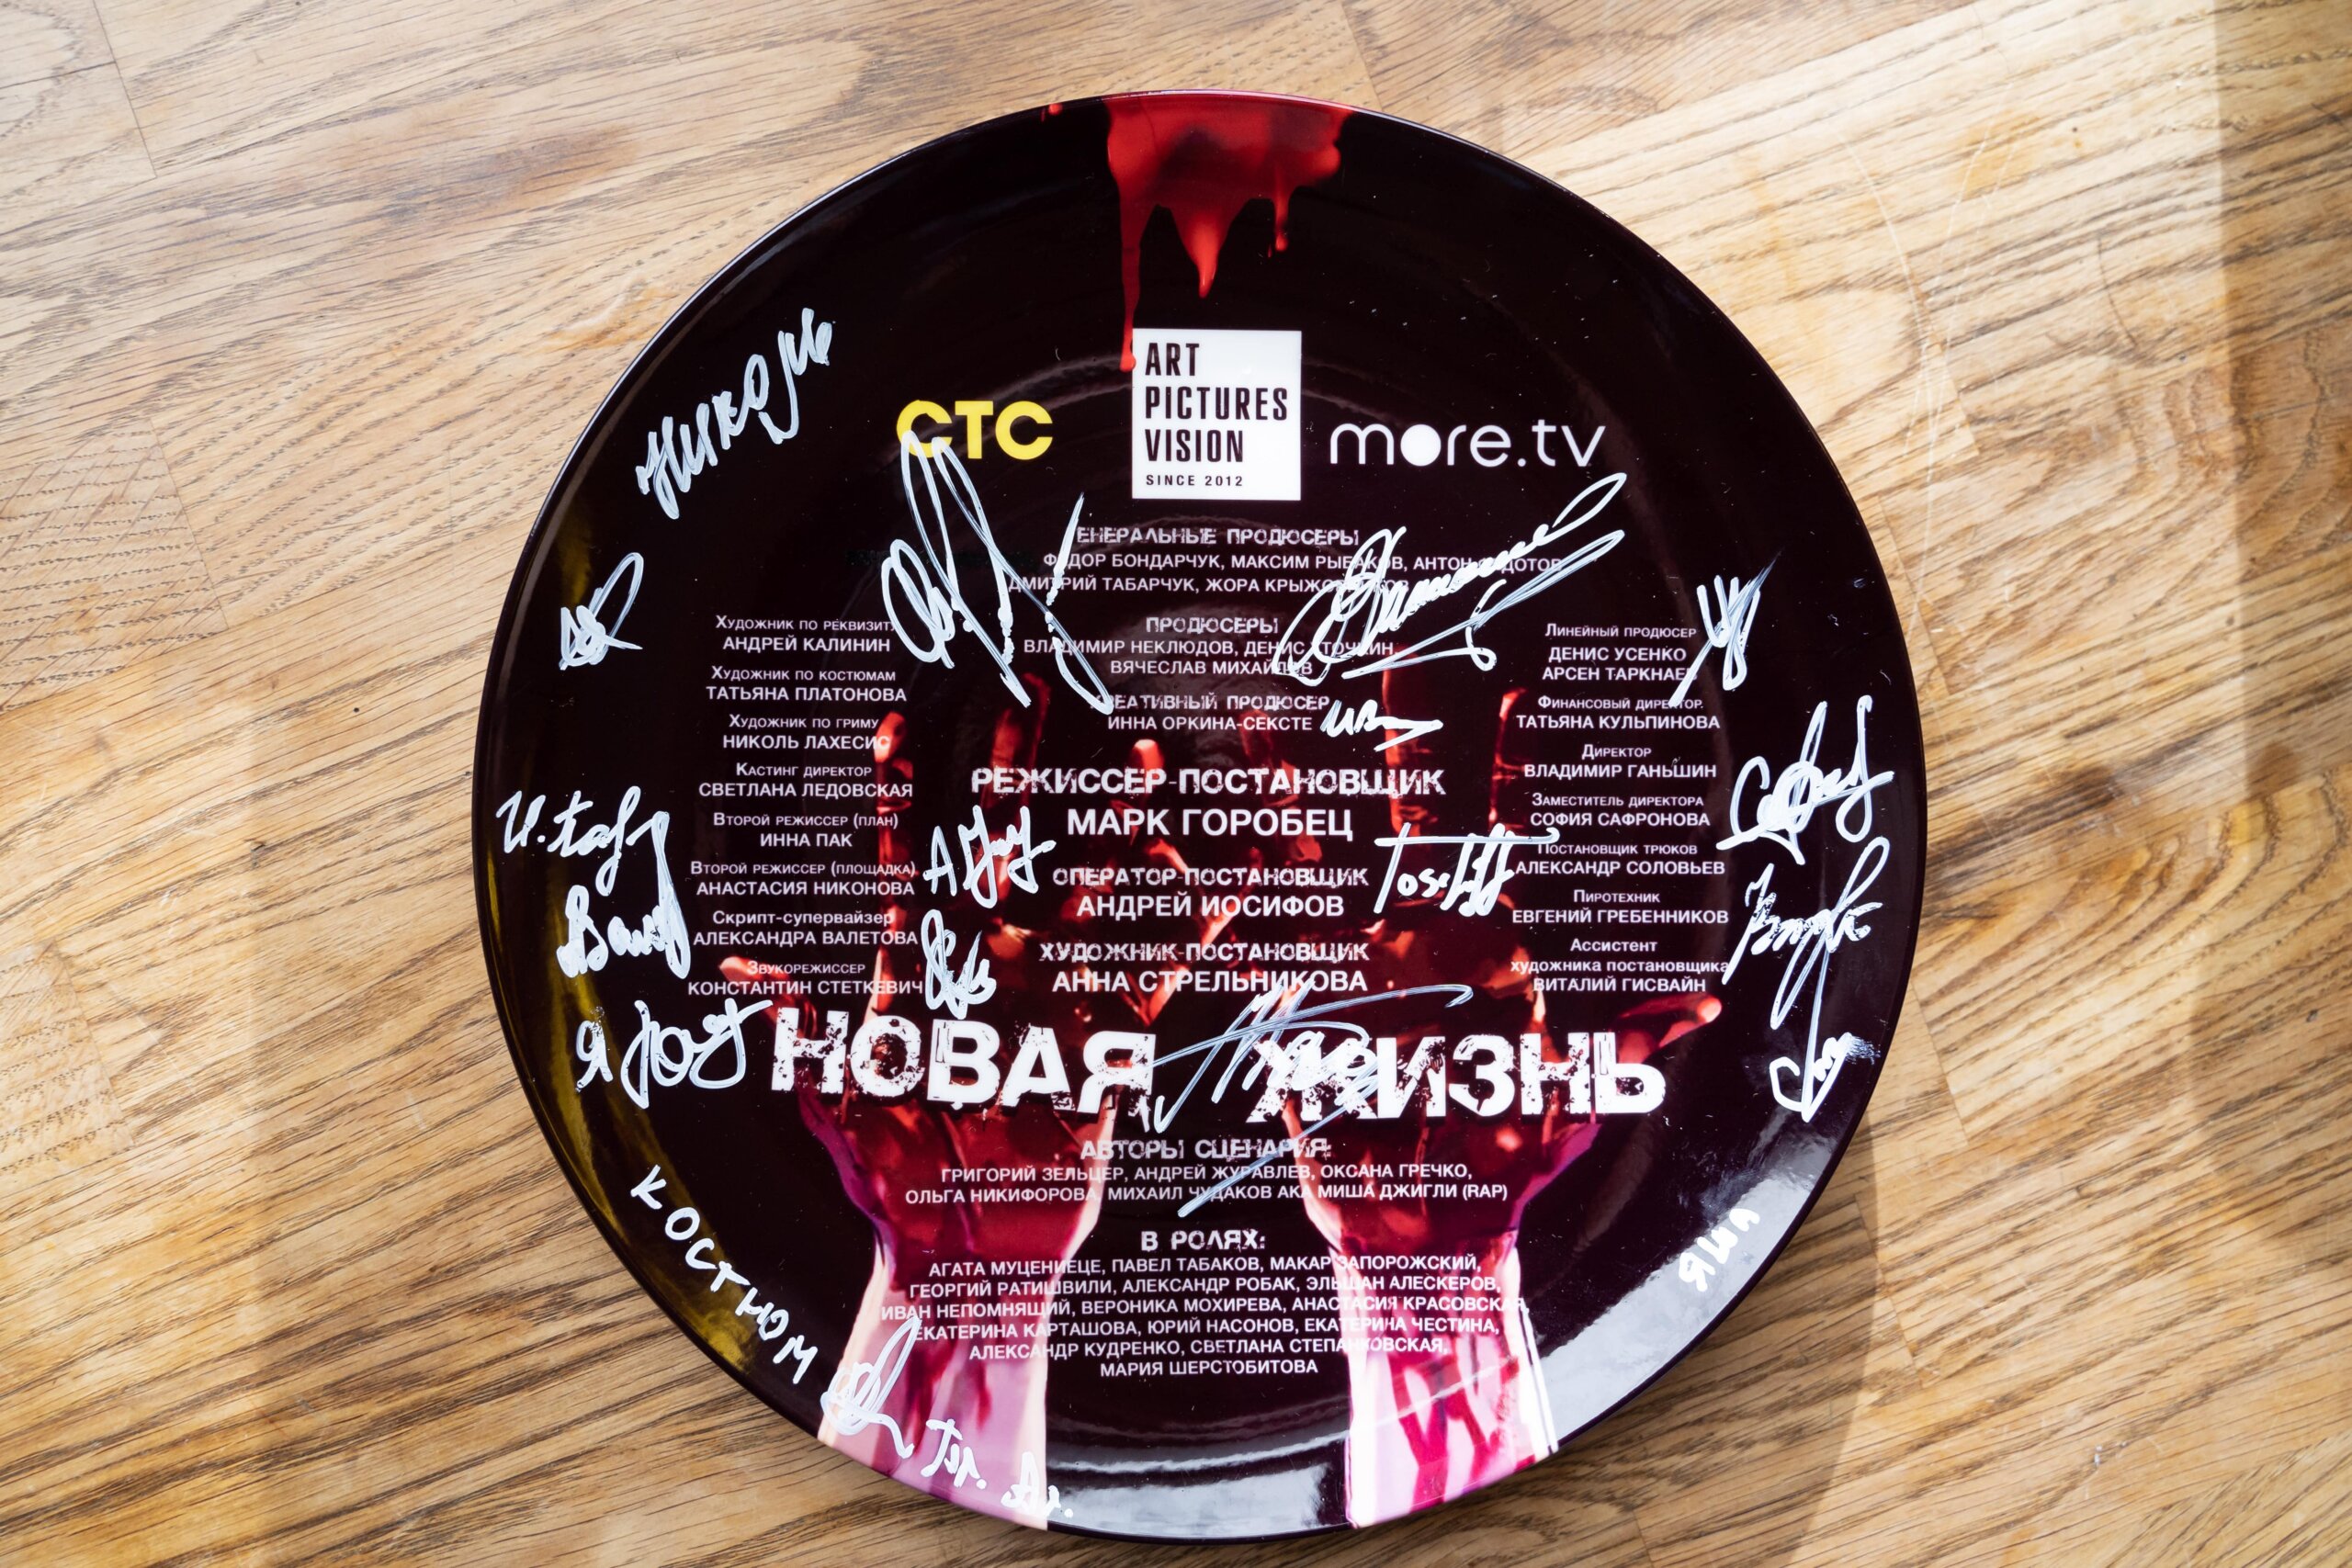 СТС
ART
PICTURES
VISION
SINCE 2012
more.tv
николь
ГЕНЕРАЛЬНЫЕ ПРОДЮСЕРЫ
ФЕДОР БОНДАРЧУК, МАКСИМ РЫБАКОВ, АНТОН ФЕДОТОВ,
ДМИТРИЙ ТАБАРЧУК, ЖОРА КРЫЖОВНИКОВ
ПРОДЮСЕРЫ
ВЛАДИМИР НЕКЛЮДОВ, ДЕНИС УТОЧКИН,
ВЯЧЕСЛАВ МИХАЙЛОВ
КРЕАТИВНЫЙ ПРОДЮСЕР
ИННА ОРКИНА-СЕКСТЕ
РЕЖИССЕР-ПОСТАНОВЩИК
МАРК ГОРОБЕЦ
ОПЕРАТОР-ПОСТАНОВЩИК
АНДРЕЙ ИОСИФОВ
ХУДОЖНИК-ПОСТАНОВЩИК
АННА СТРЕЛЬНИКОВА
ХУДОЖНИК ПО РЕКВИЗИТУ
АНДРЕЙ КАЛИНИН
ХУДОЖНИК ПО КОСТЮМАМ
ТАТЬЯНА ПЛАТОНОВА
ХУДОЖНИК ПО ГРИМУ
НИКОЛЬ ЛАХЕСИС
КАСТИНГ ДИРЕКТОР
СВЕТЛАНА ЛЕДОВСКАЯ
ВТОРОЙ РЕЖИССЕР (ПЛАН)
ИННА ПАК
ВТОРОЙ РЕЖИССЕР (ПЛОЩАДКА)
АНАСТАСИЯ НИКОНОВА
Скрипт-супервайзер
АЛЕКСАНДРА ВАЛЕТОВА
ЗВУКОРЕЖИССЕР
КОНСТАНТИН СТЕТКЕВИЧ
ЛИНЕЙНЫЙ ПРОДЮСЕР
ДЕНИС УСЕНКО
АРСЕН ТАРКНАЕВ
ФИНАНСОВЫЙ ДИРЕКТОР.
ТАТЬЯНА КУЛЬПИНОВА
ДИРЕКТОР
ВЛАДИМИР ГАНЬШИН
ЗАМЕСТИТЕЛЬ ДИРЕКТОРА
СОФИЯ САФРОНОВА
ПОСТАНОВЩИК ТРЮКОВ
АЛЕКСАНДР СОЛОВЬЕВ
ПИРОТЕХНИК
ЕВГЕНИЙ ГРЕБЕННИКОВ
Ассистент
художника постановщика
ВИТАЛИЙ ГИСВАЙН
НОВАЯ ЖИЗНЬ
АВТОРЫ СЦЕНАРИЯ:
ГРИГОРИЙ ЗЕЛЬЦЕР, АНДРЕЙ ЖУРАВЛЕВ, ОКСАНА ГРЕЧКО,
ОЛЬГА НИКИФОРОВА, МИХАИЛ ЧУДАКОВ АКА МИША ДЖИГЛИ (RAP)
В РОЛЯХ:
АГАТА МУЦЕНИЕЦЕ, ПАВЕЛ ТАБАКОВ, МАКАР ЗАПОРОЖСКИЙ,
ГЕОРГИЙ РАТИШВИЛИ, АЛЕКСАНДР РОБАК, ЭЛЬШАН АЛЕСКЕРОВ,
ИВАН НЕПОМНЯЩИЙ, ВЕРОНИКА МОХИРЕВА, АНАСТАСИЯ КРАСОВСКАЯ,
ЕКАТЕРИНА КАРТАШОВА, ЮРИЙ НАСОНОВ, ЕКАТЕРИНА ЧЕСТИНА,
АЛЕКСАНДР КУДРЕНКО, СВЕТЛАНА СТЕПАНКОВСКАЯ,
МАРИЯ ШЕРСТОБИТОВА
КОСТЮМ